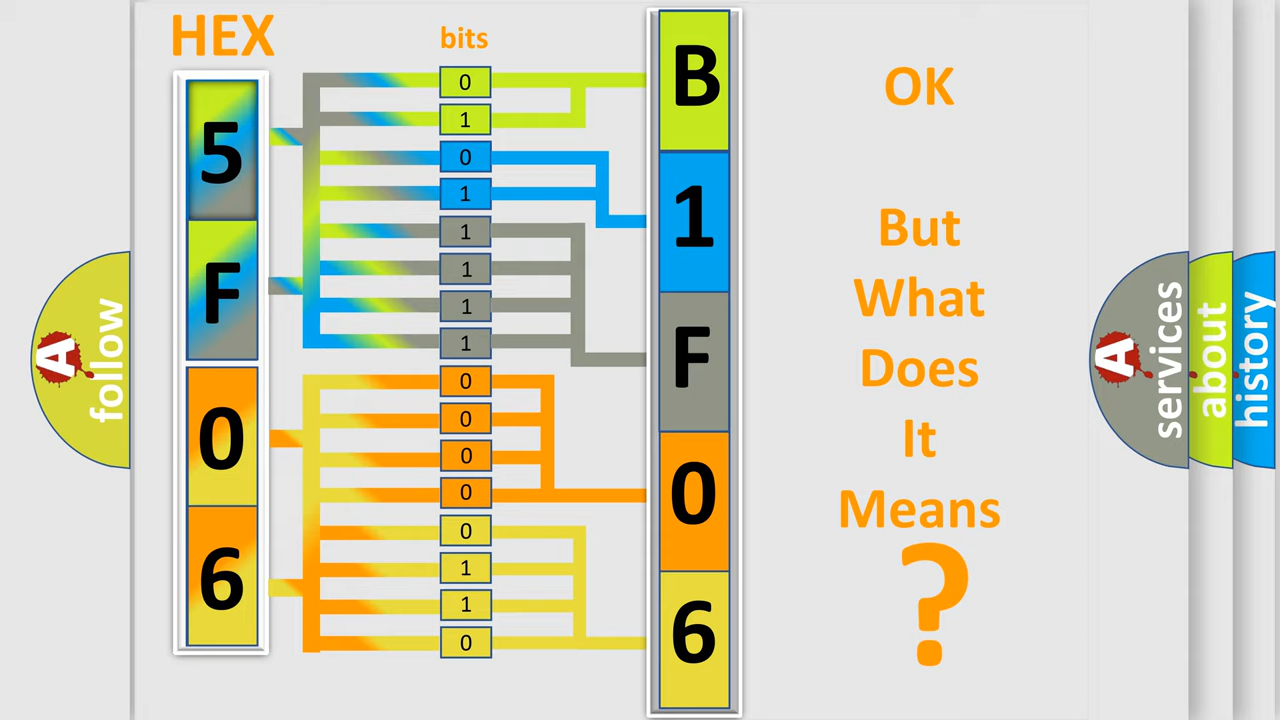 HEX
bits
5
F
0
6
0
1
0
1
1
1
1
1
0
0
0
0
0
1
1
0
B
1
F
0
6
OK
But
What
Does
It
Means
?
A
follow
A
services
about
history